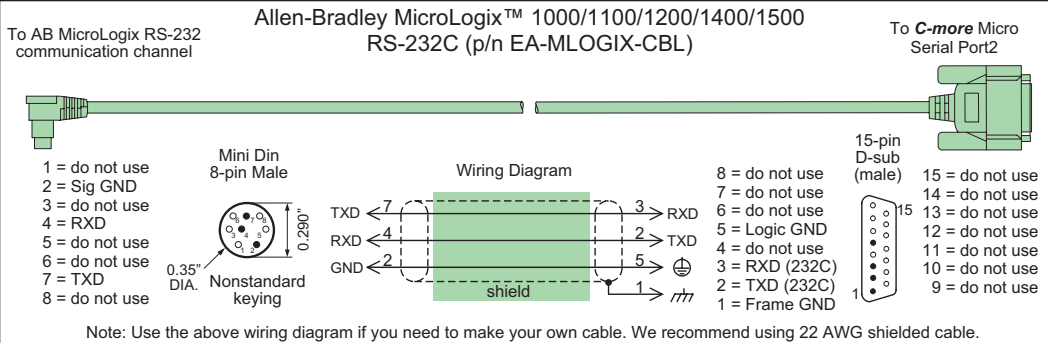 Allen-Bradley MicroLogix™ 1000/1100/1200/1400/1500
RS-232C (p/n EA-MLOGIX-CBL)
To AB MicroLogix RS-232
communication channel
To C-more Micro
Serial Port2
1 = do not use
2 = Sig GND
3 = do not use
4 = RXD
5 = do not use
6 = do not use
7 = TXD
8 = do not use
Mini Din
8-pin Male
6 7 8
3 4 5
1 2
0.290"
0.35"
DIA.
Nonstandard
keying
Wiring Diagram
TXD 7 3 RXD
RXD 4 2 TXD
GND 2 5
1
shield
8 = do not use
7 = do not use
6 = do not use
5 = Logic GND
4 = do not use
3 = RXD (232C)
2 = TXD (232C)
1 = Frame GND
15-pin
D-sub
(male)
15
1
15 = do not use
14 = do not use
13 = do not use
12 = do not use
11 = do not use
10 = do not use
9 = do not use
Note: Use the above wiring diagram if you need to make your own cable. We recommend using 22 AWG shielded cable.